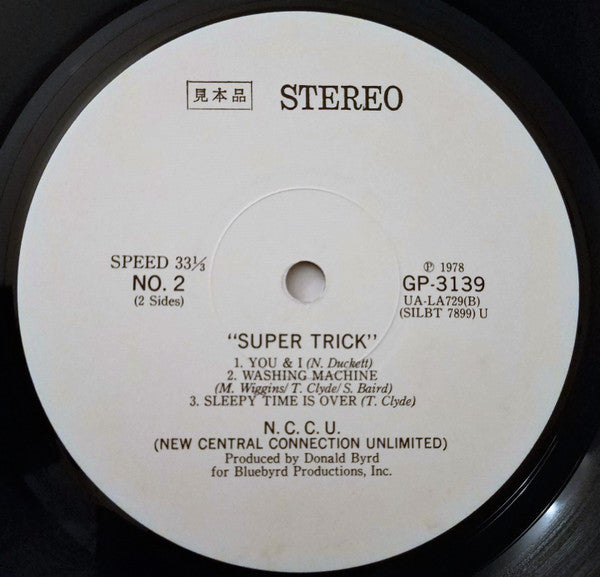 見本品 STEREO
SPEED 33⅓
NO. 2
(2 Sides)
℗ 1978
GP-3139
UA-LA729(B)
(SILBT 7899) U
"SUPER TRICK"
1. YOU & I (N. Duckett)
2. WASHING MACHINE
(M. Wiggins/ T. Clyde/ S. Baird)
3. SLEEPY TIME IS OVER (T. Clyde)
N. C. C. U.
(NEW CENTRAL CONNECTION UNLIMITED)
Produced by Donald Byrd
for Bluebyrd Productions, Inc.